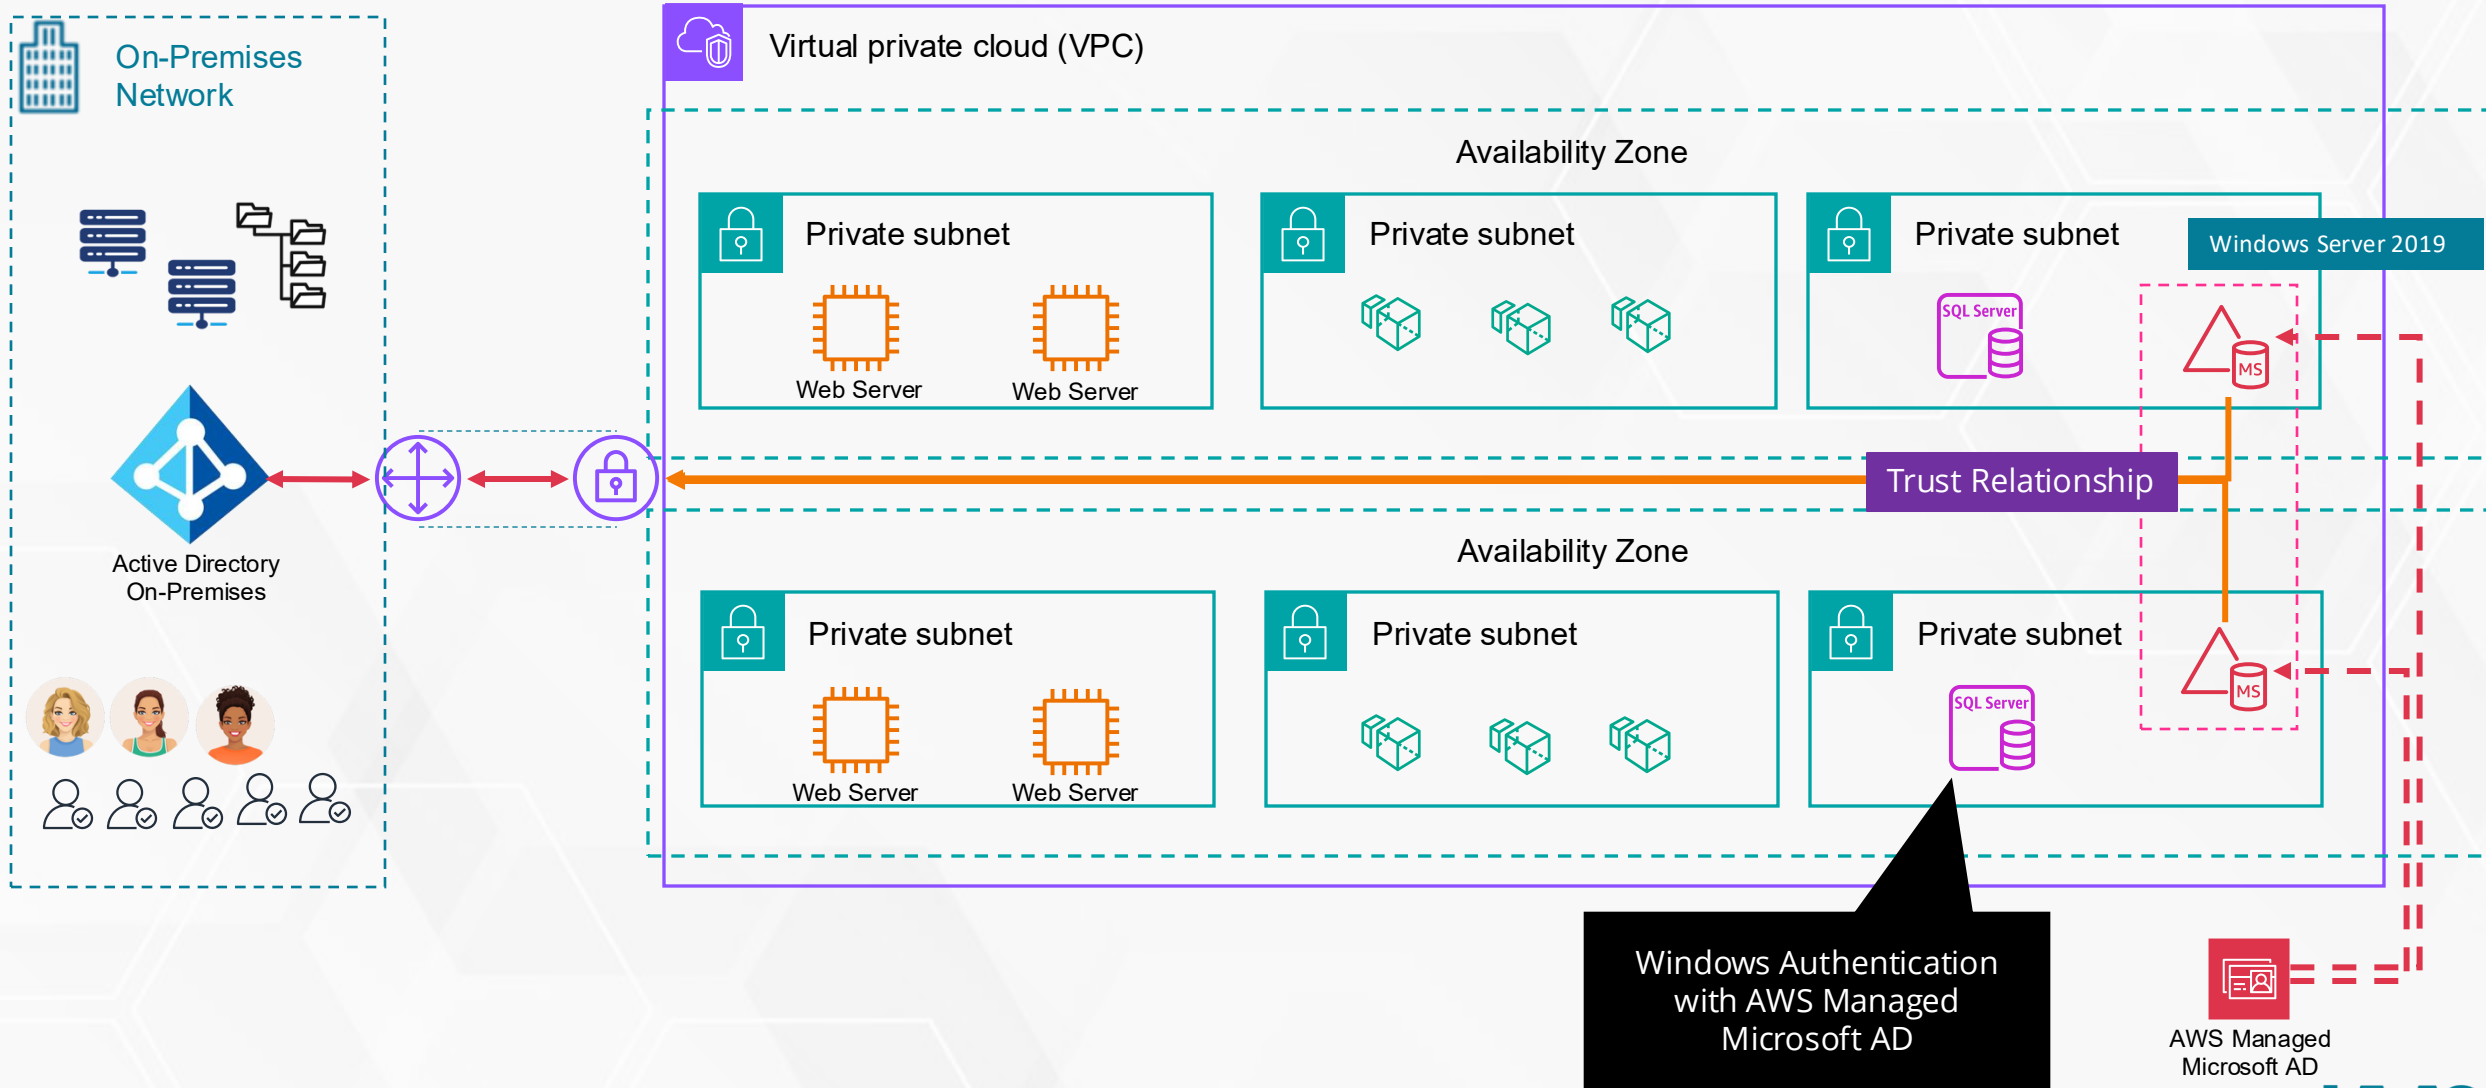 On-Premises
Network
Virtual private cloud (VPC)
Availability Zone
Private subnet
Private subnet
Private subnet
Windows Server 2019
SQL Server
MS
Web Server
Web Server
Trust Relationship
Active Directory
On-Premises
Availability Zone
Private subnet
Private subnet
Private subnet
SQL Server
MS
Web Server
Web Server
Windows Authentication
with AWS Managed
Microsoft AD
AWS Managed
Microsoft AD